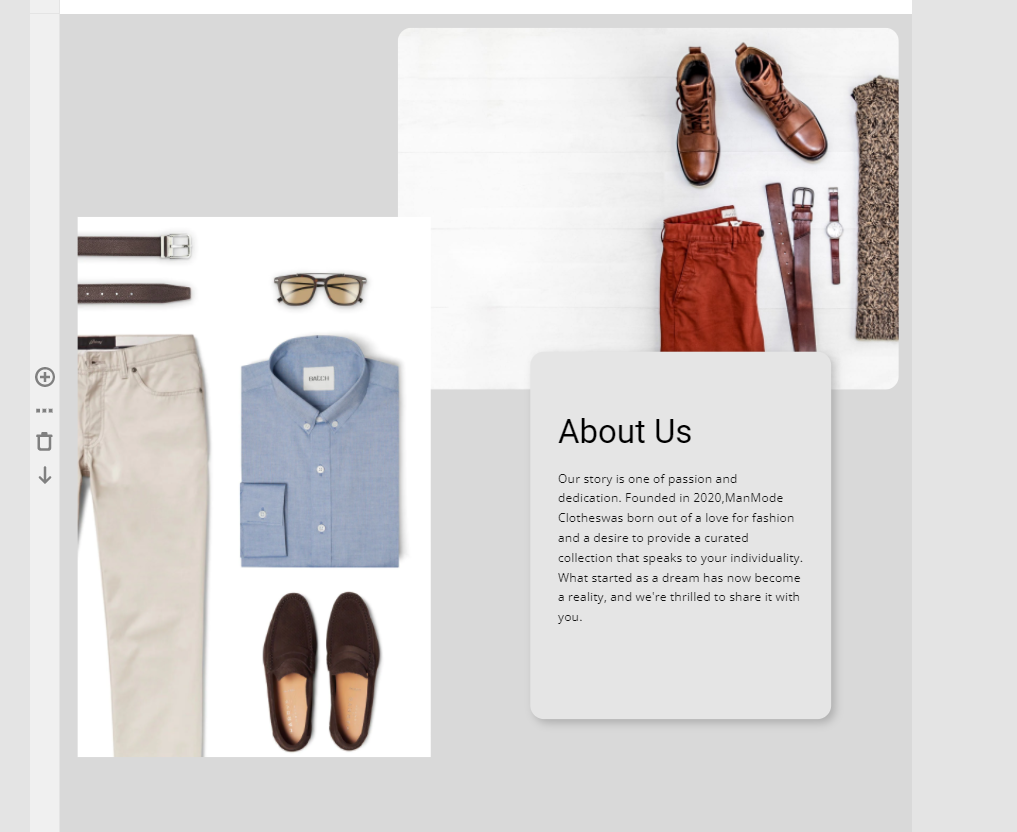 BAECH
About Us
Our story is one of passion and
dedication. Founded in 2020,ManMode
Clotheswas born out of a love for fashion
and a desire to provide a curated
collection that speaks to your individuality.
What started as a dream has now become
a reality, and we're thrilled to share it with
you.